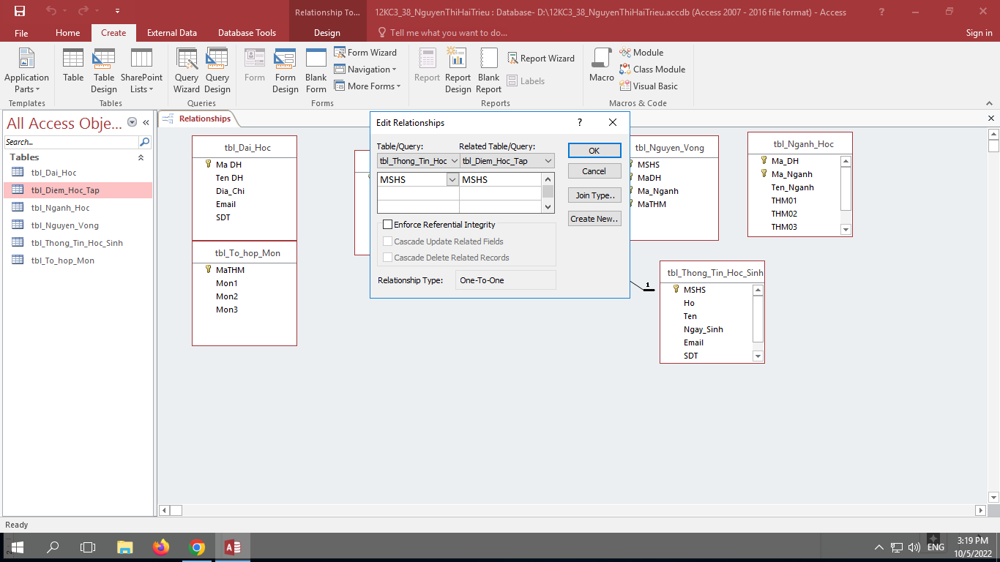 Relationship To...
12KC3_38_NguyenThiHaiTrieu : Database- D:\12KC3_38_NguyenThiHaiTrieu.accdb (Access 2007 - 2016 file format) - Access
?
File
Home
Create
External Data
Database Tools
Design
Tell me what you want to do...
Sign in
Application Parts
Table
Table Design
SharePoint Lists
Query Wizard
Query Design
Form
Form Design
Blank Form
Form Wizard
Navigation
More Forms
Report
Report Design
Blank Report
Report Wizard
Labels
Macro
Module
Class Module
Visual Basic
Templates
Tables
Queries
Forms
Reports
Macros & Code
All Access Obje...
Search...
Tables
tbl_Dai_Hoc
tbl_Diem_Hoc_Tap
tbl_Nganh_Hoc
tbl_Nguyen_Vong
tbl_Thong_Tin_Hoc_Sinh
tbl_To_hop_Mon
Relationships
tbl_Dai_Hoc
Ma DH
Ten DH
Dia_Chi
Email
SDT
tbl_To_hop_Mon
MaTHM
Mon1
Mon2
Mon3
Edit Relationships
?
Table/Query:
Related Table/Query:
tbl_Thong_Tin_Hoc
tbl_Diem_Hoc_Tap
MSHS
MSHS
Enforce Referential Integrity
Cascade Update Related Fields
Cascade Delete Related Records
Relationship Type:
One-To-One
OK
Cancel
Join Type..
Create New..
tbl_Nguyen_Vong
MSHS
MaDH
Ma_Nganh
MaTHM
tbl_Nganh_Hoc
Ma_DH
Ma_Nganh
Ten_Nganh
THM01
THM02
THM03
1
tbl_Thong_Tin_Hoc_Sinh
MSHS
Ho
Ten
Ngay_Sinh
Email
SDT
Ready
ENG
3:19 PM
10/5/2022